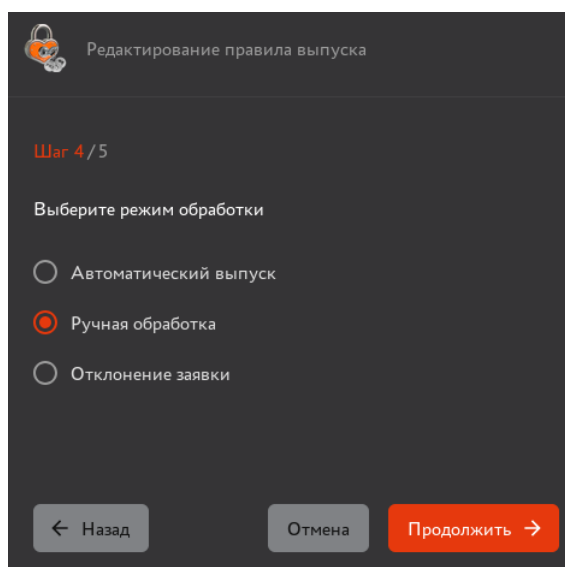 Редактирование правила выпуска
Шаг 4/5
Выберите режим обработки
Автоматический выпуск
Ручная обработка
Отклонение заявки
Назад Отмена Продолжить